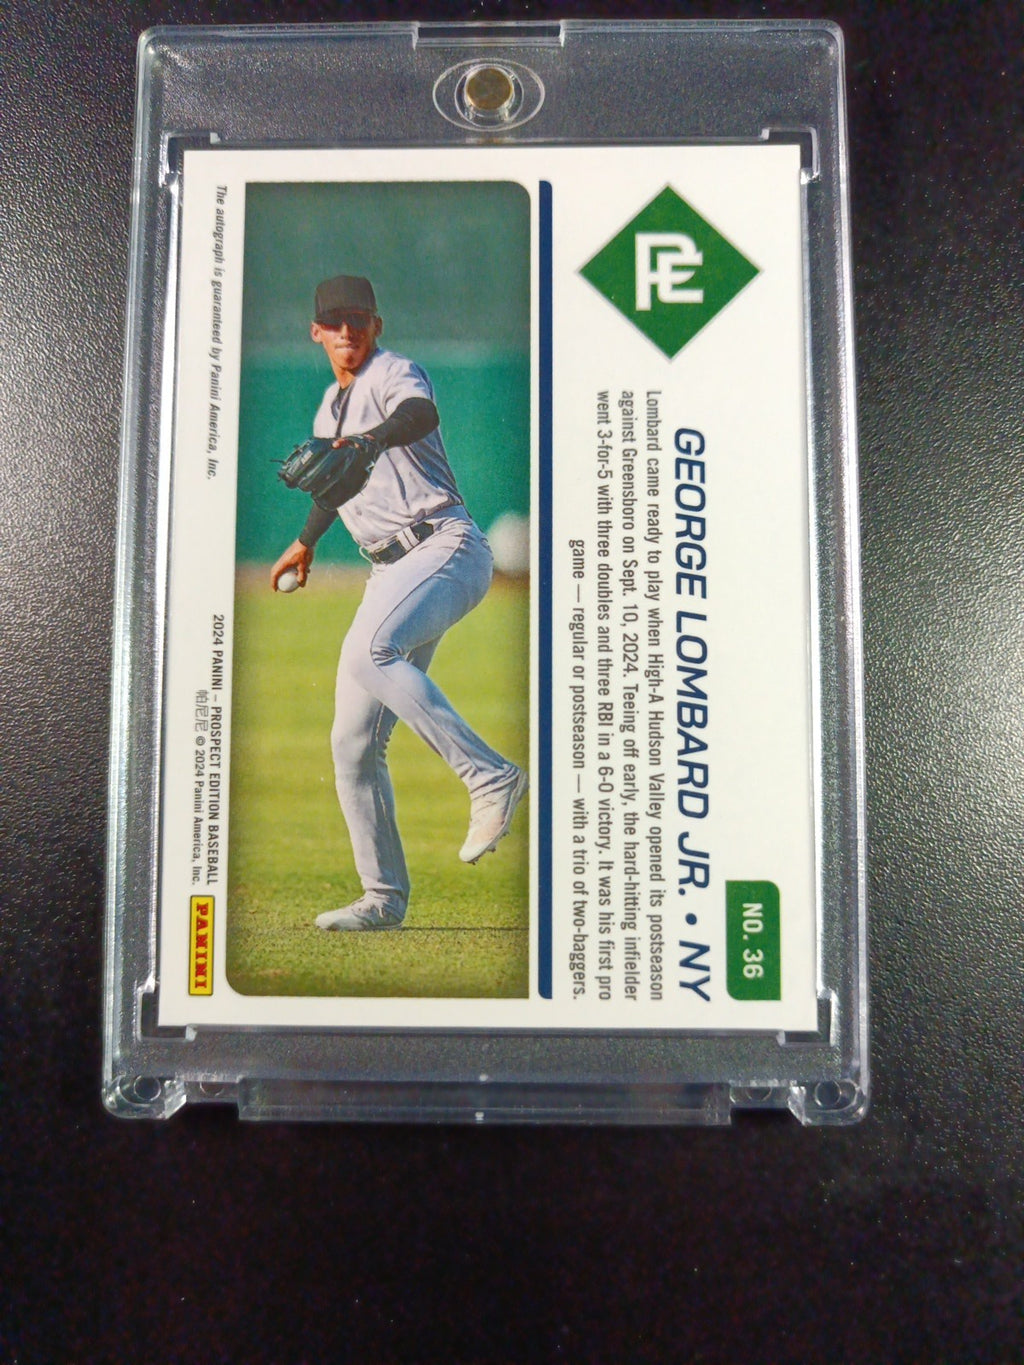 PE
NO. 36
GEORGE LOMBARD JR. • NY
Lombard came ready to play when High-A Hudson Valley opened its postseason
against Greensboro on Sept. 10, 2024. Teeing off early, the hard-hitting infielder
went 3-for-5 with three doubles and three RBI in a 6-0 victory. It was his first pro
game — regular or postseason — with a trio of two-baggers.
The autograph is guaranteed by Panini America, Inc.
2024 PANINI – PROSPECT EDITION BASEBALL
帕尼尼 © 2024 Panini America, Inc.
PANINI